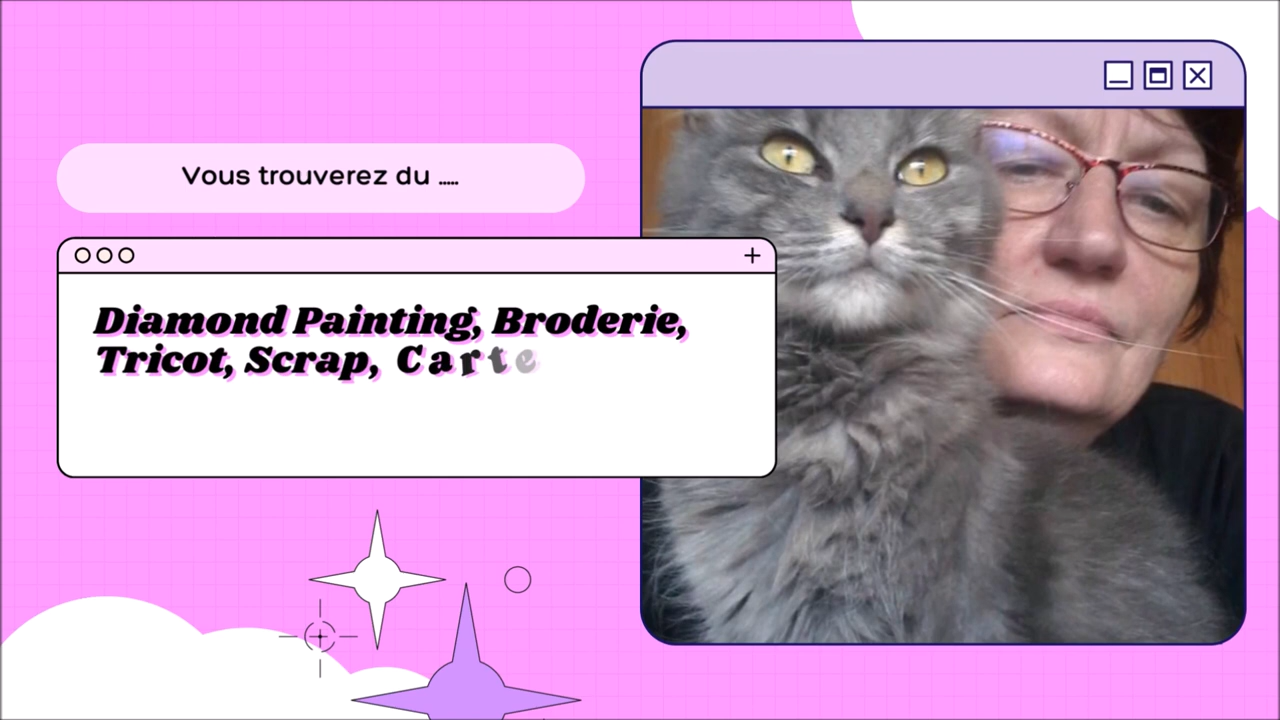 Vous trouverez du .....
Diamond Painting, Broderie,
Tricot, Scrap, Carte